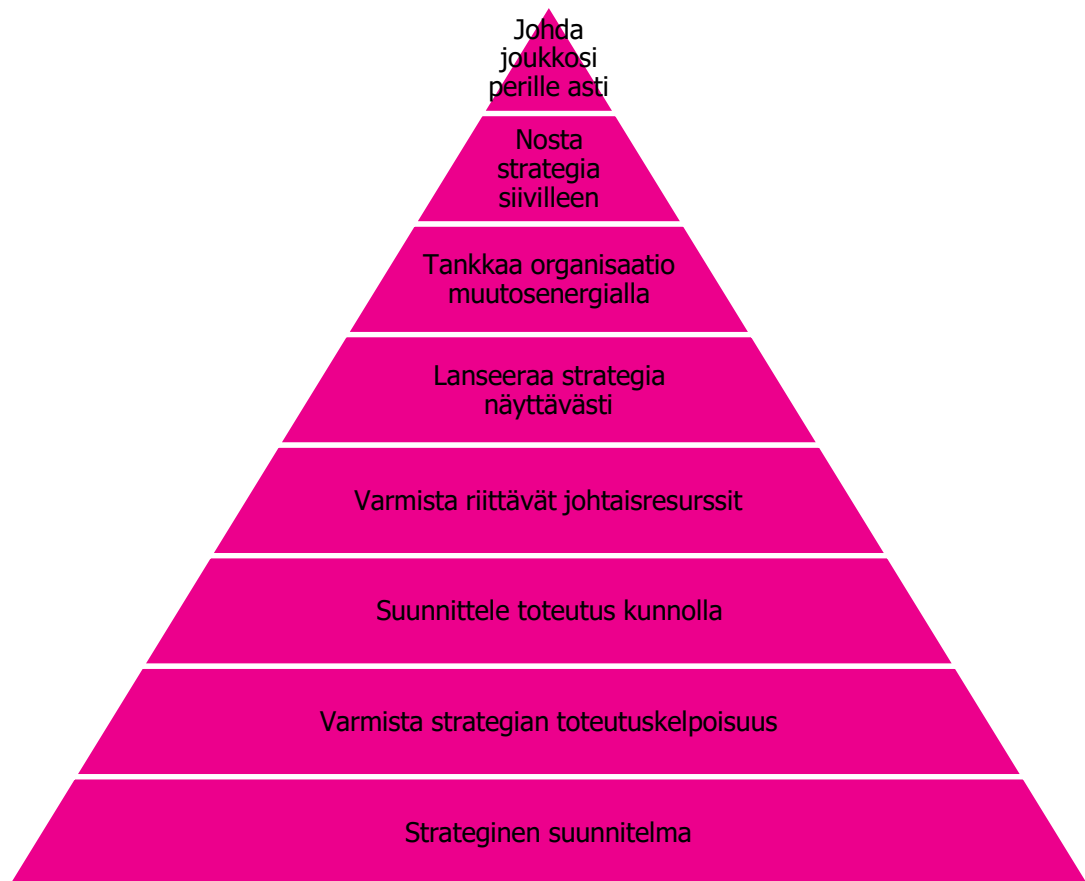 Johda
joukkosi
perille asti
Nosta
strategia
siivilleen
Tankkaa organisaatio
muutosenergialla
Lanseeraa strategia
näyttävästi
Varmista riittävät johtaisresurssit
Suunnittele toteutus kunnolla
Varmista strategian toteutuskelpoisuus
Strateginen suunnitelma